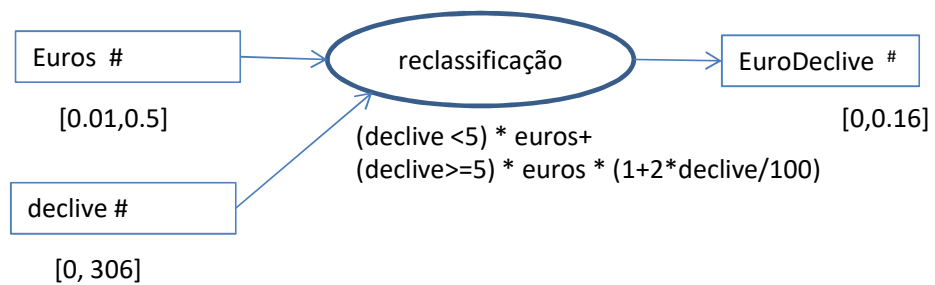 Euros #
reclassificação
EuroDeclive #
[0.01,0.5]
[0,0.16]
(declive <5) * euros+
(declive>=5) * euros * (1+2*declive/100)
declive #
[0, 306]